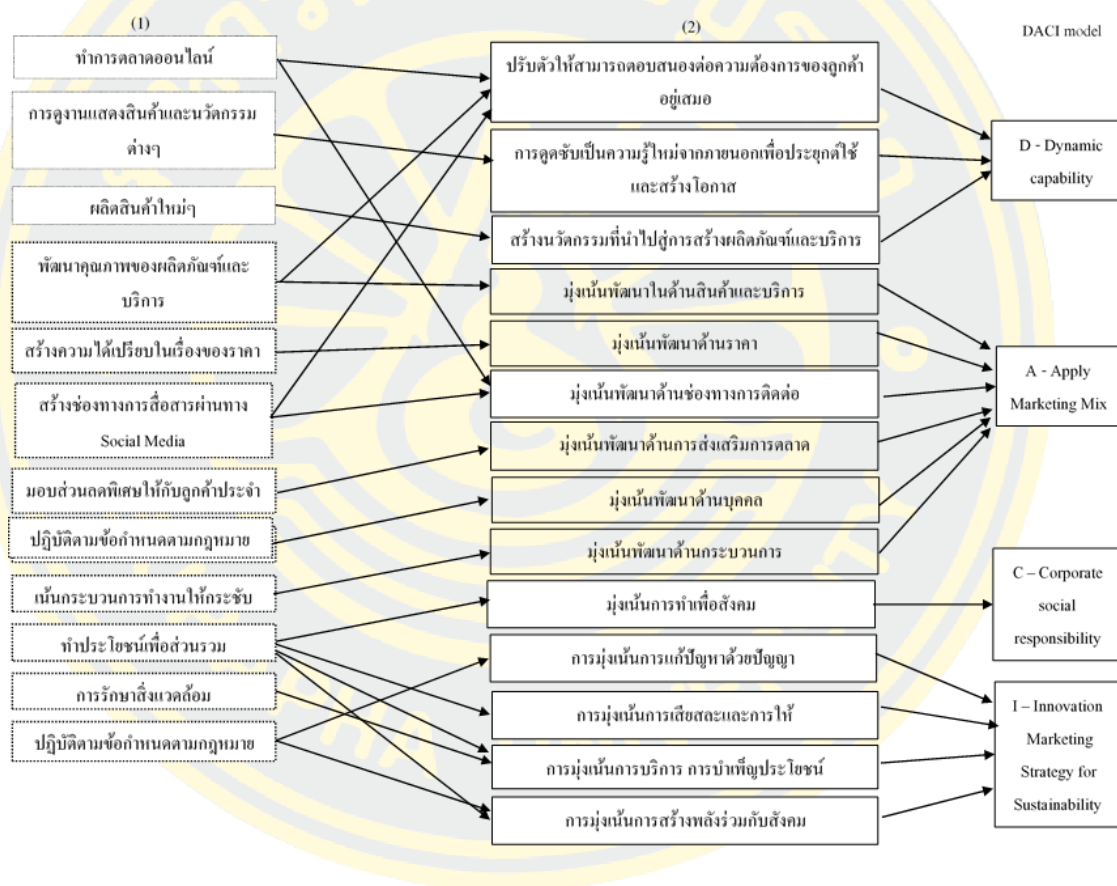 (1)
ทำการตลาดออนไลน์
การดูงานแสดงสินค้าและนวัตกรรม
ต่างๆ
ผลิตสินค้าใหม่ๆ
พัฒนาคุณภาพของผลิตภัณฑ์และ
บริการ
สร้างความได้เปรียบในเรื่องของราคา
สร้างช่องทางการสื่อสารผ่านทาง
Social Media
มอบส่วนลดพิเศษให้กับลูกค้าประจำ
ปฏิบัติตามข้อกำหนดตามกฎหมาย
เน้นกระบวนการทำงานให้กระชับ
ทำประโยชน์เพื่อส่วนรวม
การรักษาสิ่งแวดล้อม
ปฏิบัติตามข้อกำหนดตามกฎหมาย
(2)
ปรับตัวให้สามารถตอบสนองต่อความต้องการของลูกค้า
อยู่เสมอ
การดูดซับเป็นความรู้ใหม่จากภายนอกเพื่อประยุกต์ใช้
และสร้างโอกาส
สร้างนวัตกรรมที่นำไปสู่การสร้างผลิตภัณฑ์และบริการ
มุ่งเน้นพัฒนาในด้านสินค้าและบริการ
มุ่งเน้นพัฒนาด้านราคา
มุ่งเน้นพัฒนาด้านช่องทางการติดต่อ
มุ่งเน้นพัฒนาด้านการส่งเสริมการตลาด
มุ่งเน้นพัฒนาด้านบุคคล
มุ่งเน้นพัฒนาด้านกระบวนการ
มุ่งเน้นการทำเพื่อสังคม
การมุ่งเน้นการแก้ปัญหาด้วยปัญญา
การมุ่งเน้นการเสียสละและการให้
การมุ่งเน้นการบริการ การบำเพ็ญประโยชน์
การมุ่งเน้นการสร้างพลังร่วมกับสังคม
DACI model
D - Dynamic
capability
A - Apply
Marketing Mix
C – Corporate
social
responsibility
I – Innovation
Marketing
Strategy for
Sustainability